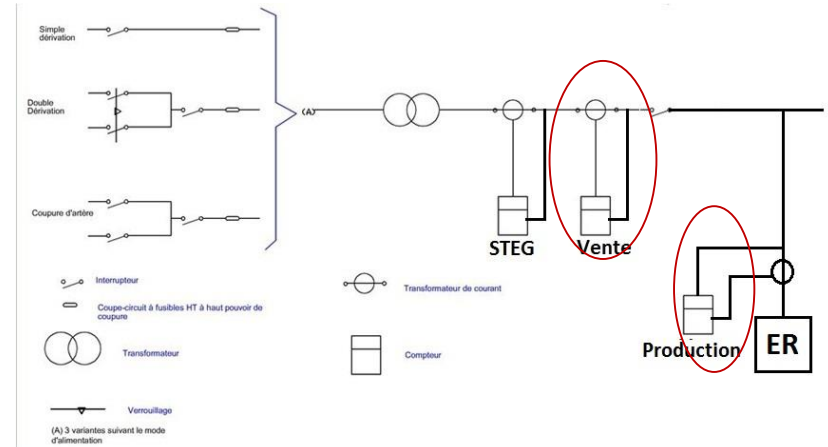 Simple
dérivation
Double
Dérivation
(A)
Coupure d'artère
STEG
Vente
Interrupteur
Coupe-circuit à fusibles HT à haut pouvoir de
coupure
Transformateur
Verrouillage
(A) 3 variantes suivant le mode
d'alimentation
Transformateur de courant
Compteur
Production
ER